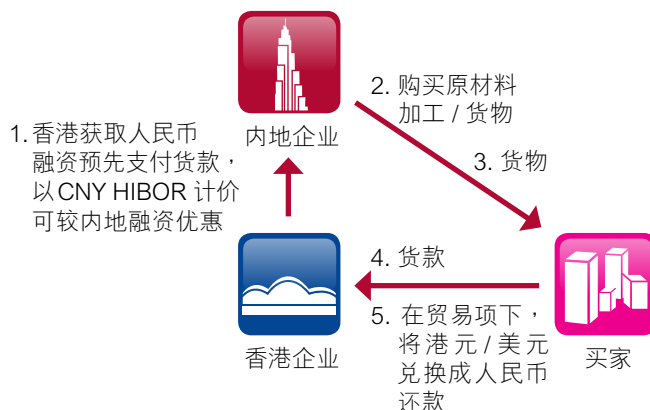 1. 香港获取人民币
融资预先支付货款，
以 CNY HIBOR 计价
可较内地融资优惠
内地企业
2. 购买原材料
加工 / 货物
3. 货物
4. 货款
5. 在贸易项下，
将港元 / 美元
兑换成人民币
还款
香港企业
买家